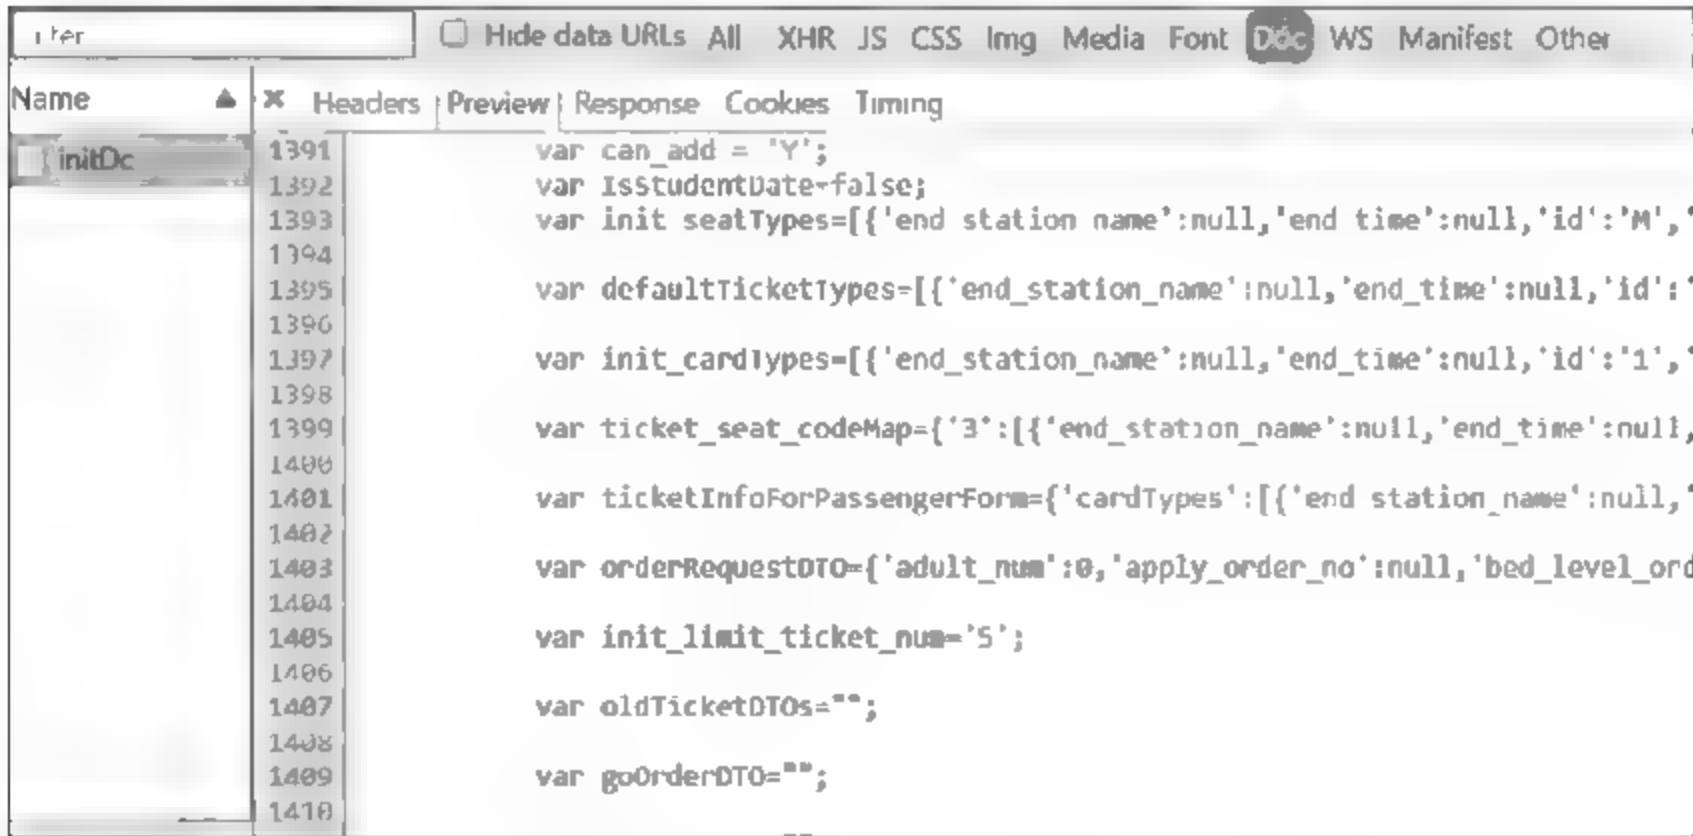 Hide data URLs All XHR JS CSS Img Media Font Doc WS Manifest Other
Name ▲ × Headers Preview Response Cookies Timing
initDc
1391 var can_add = 'Y';
1392 var IsStudentDate=false;
1393 var init_seatTypes=[{'end_station_name':null,'end_time':null,'id':'M','
1394
1395 var defaultTicketTypes=[{'end_station_name':null,'end_time':null,'id':'
1396
1397 var init_cardTypes=[{'end_station_name':null,'end_time':null,'id':'1','
1398
1399 var ticket_seat_codeMap={'3':[{'end_station_name':null,'end_time':null,
1400
1401 var ticketInfoForPassengerForm={'cardTypes':[{'end_station_name':null,'
1402
1403 var orderRequestDTO={'adult_num':0,'apply_order_no':null,'bed_level_ord
1404
1405 var init_limit_ticket_num='5';
1406
1407 var oldTicketDTOs="";
1408
1409 var goOrderDTO="";
1410